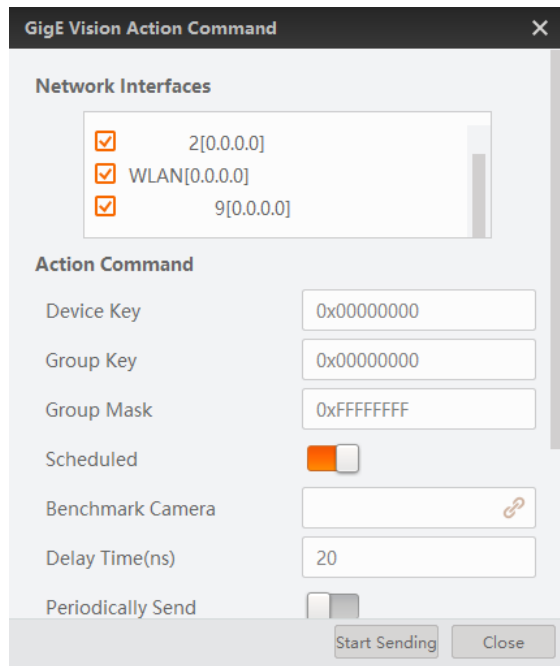 GigE Vision Action Command
Network Interfaces
2[0.0.0.0]
WLAN[0.0.0.0]
9[0.0.0.0]
Action Command
Device Key 0x00000000
Group Key 0x00000000
Group Mask 0xFFFFFFFF
Scheduled
Benchmark Camera
Delay Time(ns) 20
Periodically Send
Start Sending Close